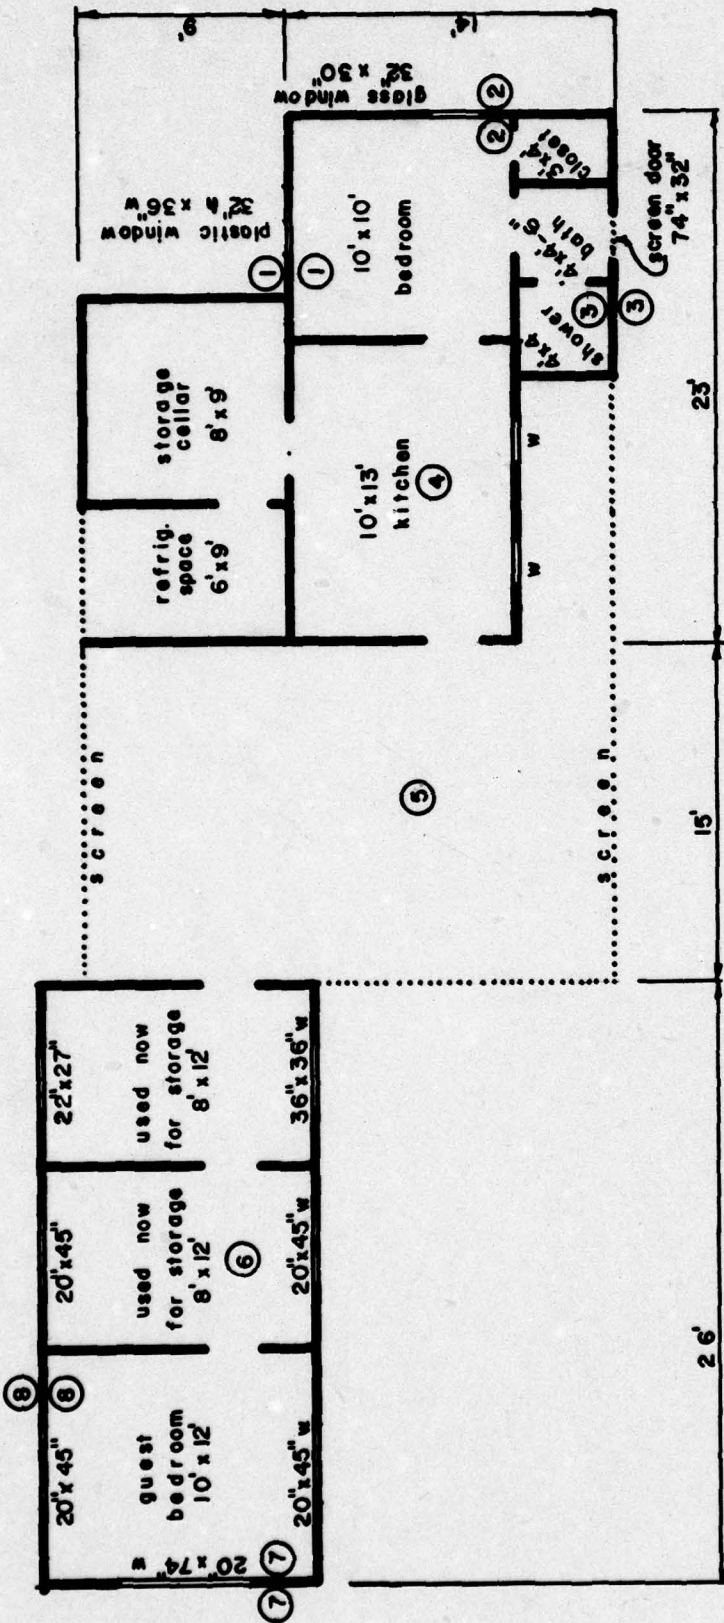 9'
14'
plastic window
32" h x 36" w
glass window
32" x 30"
1
1
2
2
storage
cellar
8' x 9'
refrig.
space
6' x 9'
10' x 10'
bedroom
10' x 13'
kitchen
4
w
w
3' x 4'
closet
4' x 4'-6"
bath
4' x 4'
shower
3
3
screen door
74" x 32"
23'
screen
5
screen
15'
22" x 27"
used now
for storage
8' x 12'
36" x 36" w
20" x 45"
used now
for storage
8' x 12'
6
20" x 45" w
8
8
20" x 45"
guest
bedroom
10' x 12'
20" x 45" w
20" x 74" w
7
7
26'